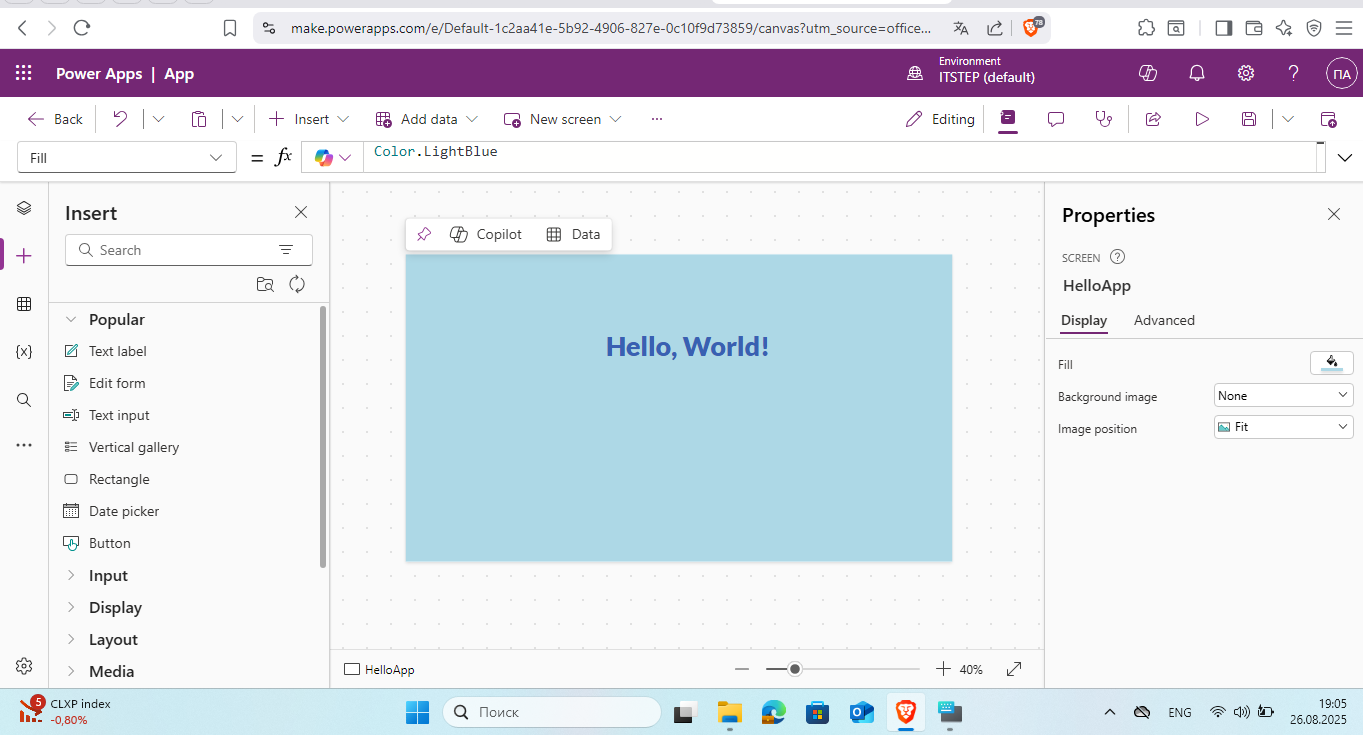 make.powerapps.com/e/Default-1c2aa41e-5b92-4906-827e-0c10f9d73859/canvas?utm_source=office...
78
Power Apps | App
Environment
ITSTEP (default)
?
ПА
Back
Insert
Add data
New screen
...
Editing
Fill
= fx
Color.LightBlue
Insert
Search
Popular
Text label
Edit form
Text input
Vertical gallery
Rectangle
Date picker
Button
Input
Display
Layout
Media
{x}
Copilot
Data
Hello, World!
HelloApp
40%
Properties
SCREEN ?
HelloApp
Display
Advanced
Fill
Background image
None
Image position
Fit
5
CLXP index
-0,80%
Поиск
ENG
19:05
26.08.2025